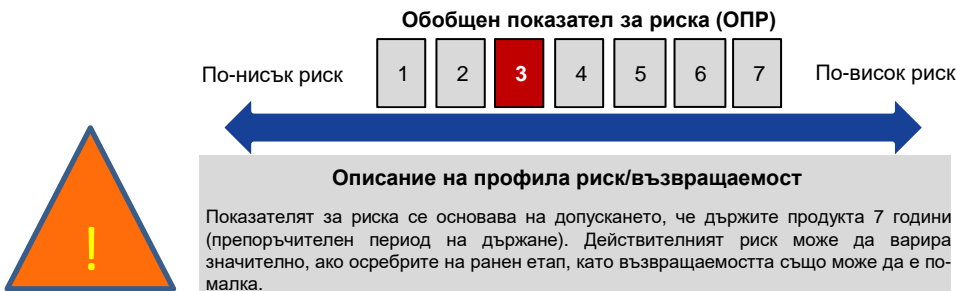 Обобщен показател за риска (ОПР)
По-нисък риск 1 2 3 4 5 6 7 По-висок риск
Описание на профила риск/възвращаемост
Показателят за риска се основава на допускането, че държите продукта 7 години
(препоръчителен период на държане). Действителният риск може да варира
значително, ако осребрите на ранен етап, като възвращаемостта също може да е по-
малка.
!